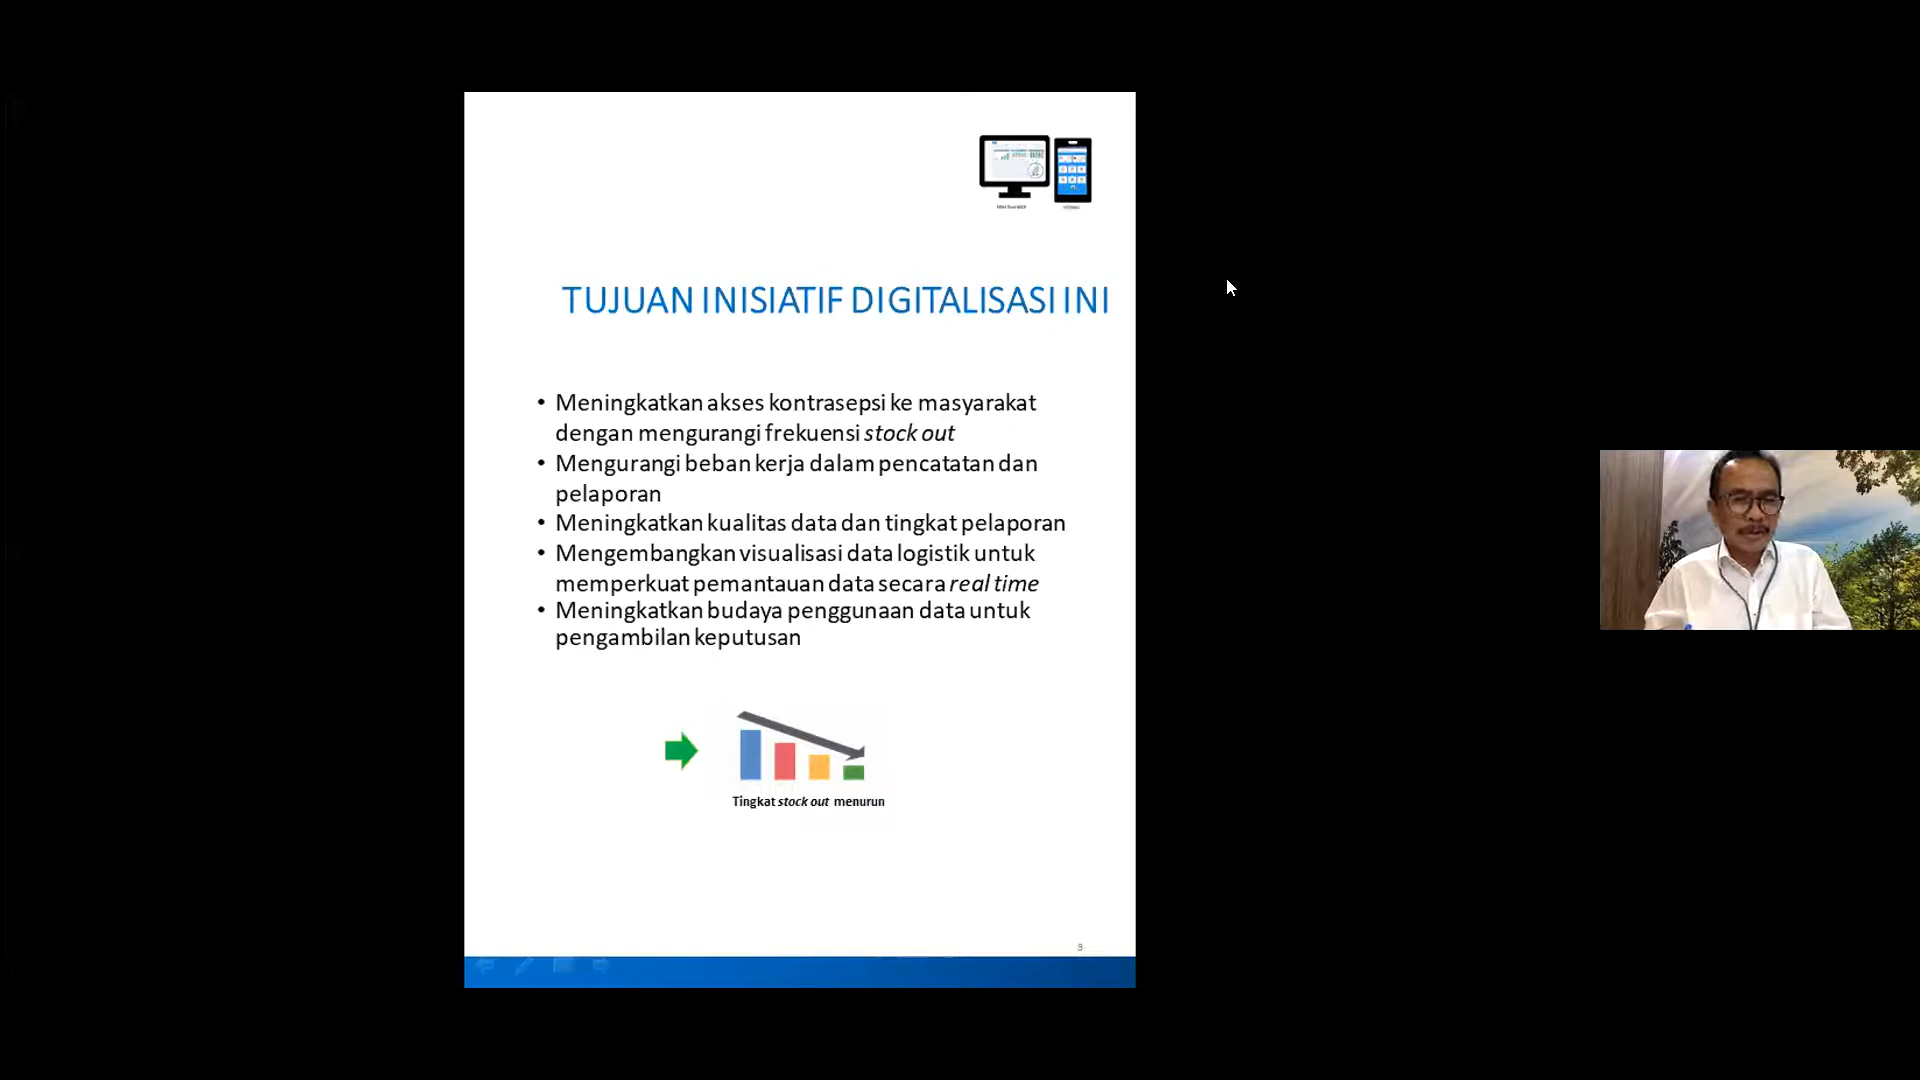 TUJUAN INISIATIF DIGITALISASI INI
• Meningkatkan akses kontrasepsi ke masyarakat
dengan mengurangi frekuensi stock out
• Mengurangi beban kerja dalam pencatatan dan
pelaporan
• Meningkatkan kualitas data dan tingkat pelaporan
• Mengembangkan visualisasi data logistik untuk
memperkuat pemantauan data secara real time
• Meningkatkan budaya penggunaan data untuk
pengambilan keputusan
Tingkat stock out menurun